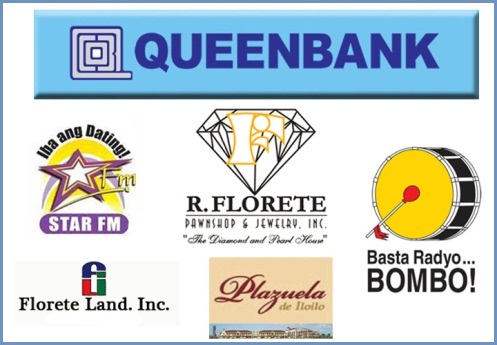 QUEENBANK
Iba ang Dating!
Fm
STAR FM
F
R. FLORETE
PAWNSHOP & JEWELRY, INC.
"The Diamond and Pearl House"
Basta Radyo...
BOMBO!
Florete Land. Inc.
Plazuela
de Iloilo